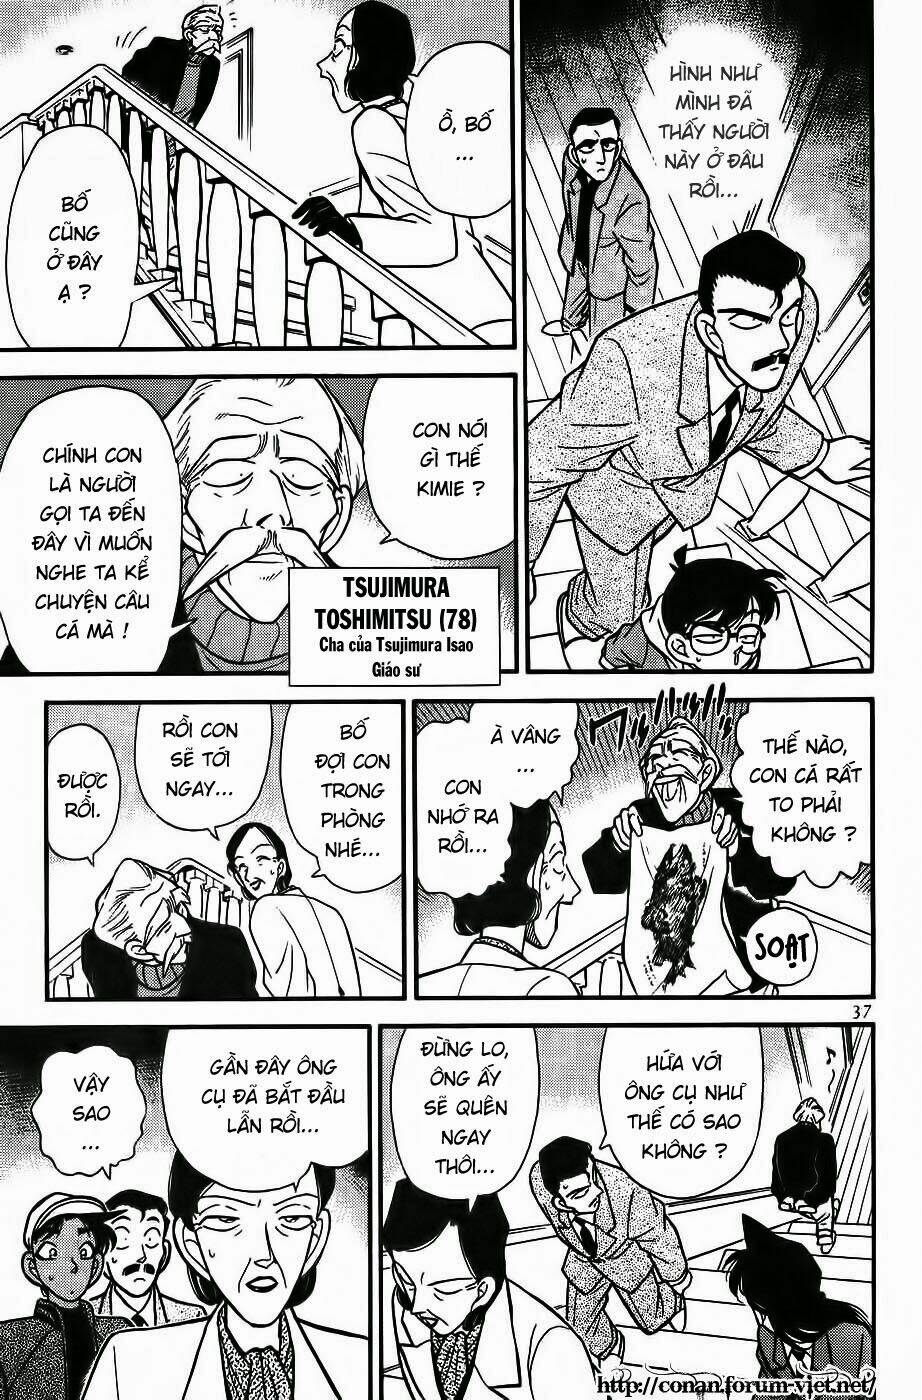 HÌNH NHƯ
MÌNH ĐÃ
THẤY NGƯỜI
NÀY Ở ĐÂU
RỒI...
Ồ, BỐ
...
BỐ
CŨNG
Ở ĐÂY
Ạ ?
CON NÓI
GÌ THẾ
KIMIE ?
CHÍNH CON
LÀ NGƯỜI
GỌI TA ĐẾN
ĐÂY VÌ MUỐN
NGHE TA KỂ
CHUYỆN CÂU
CÁ MÀ !
TSUJIMURA
TOSHIMITSU (78)
Cha của Tsujimura Isao
Giáo sư
THẾ NÀO,
CON CÁ RẤT
TO PHẢI
KHÔNG ?
SOẠT
À VÂNG
...
CON
NHỚ RA
RỒI...
BỐ
ĐỢI CON
TRONG
PHÒNG
NHÉ...
RỒI CON
SẼ TỚI
NGAY...
ĐƯỢC
RỒI.
37
HỨA VỚI
ÔNG CỤ NHƯ
THẾ CÓ SAO
KHÔNG ?
ĐỪNG LO,
ÔNG ẤY
SẼ QUÊN
NGAY
THÔI...
GẦN ĐÂY ÔNG
CỤ ĐÃ BẮT ĐẦU
LẪN RỒI...
VẬY
SAO
...
http://conan.forum-viet.net/